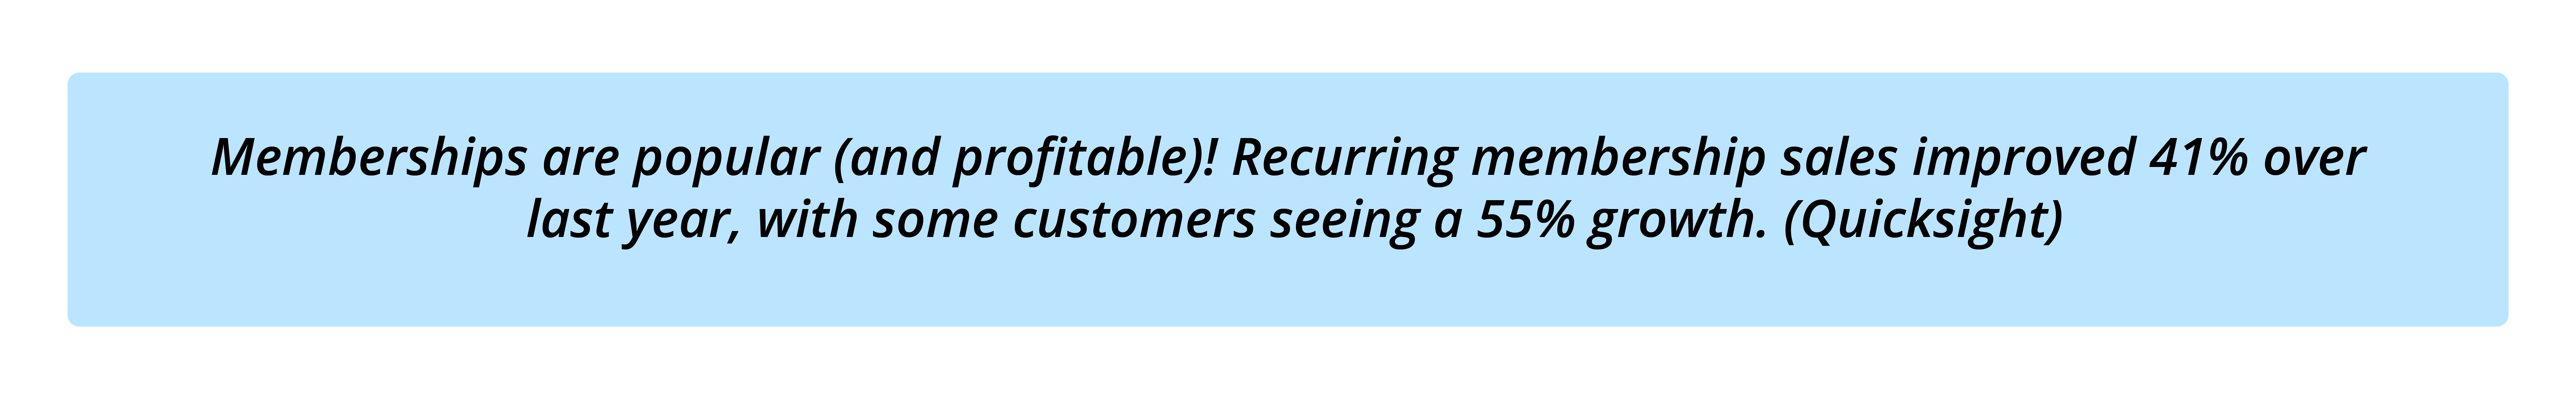 Memberships are popular (and profitable)! Recurring membership sales improved 41% over
last year, with some customers seeing a 55% growth. (Quicksight)